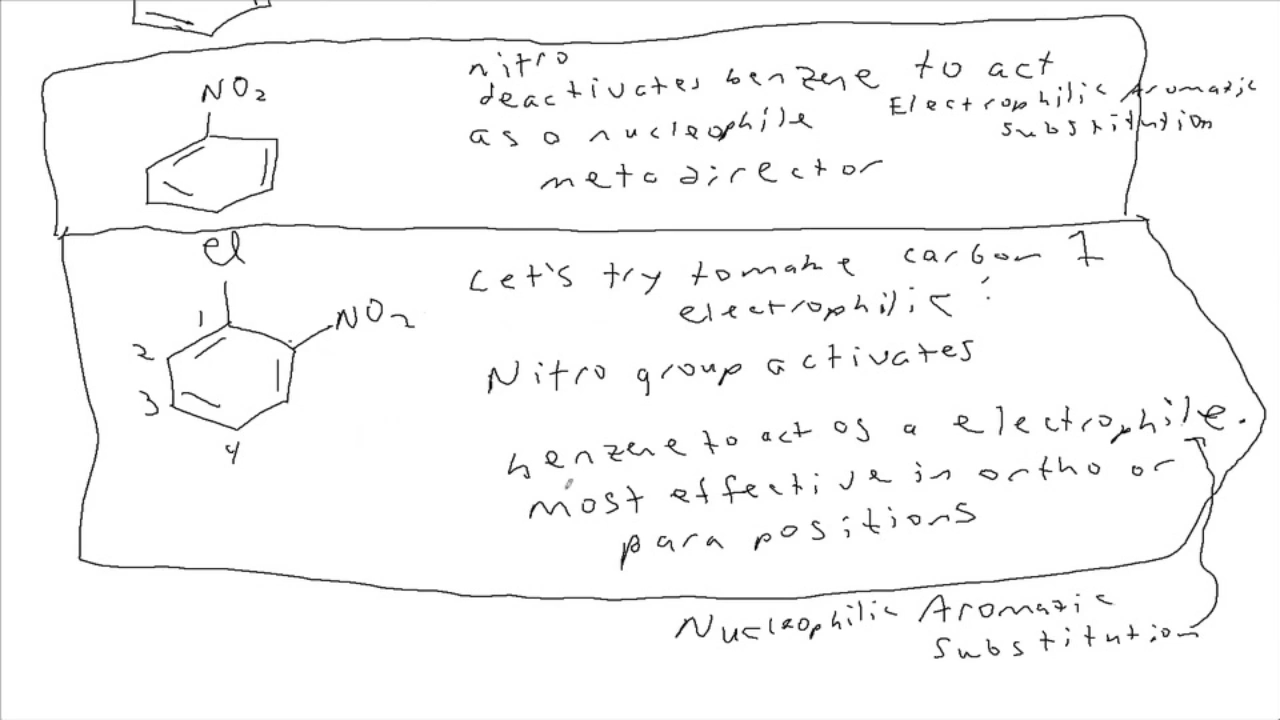 NO2
nitro
deactivates benzene to act
Electrophilic Aromatic
Substitution
as a nucleophile
meta director
Cl
1
NO2
2
3
4
Let's try to make carbon 1
electrophilic!
Nitro group activates
benzene to act as a electrophile.
most effective in ortho or
para positions
Nucleophilic Aromatic
Substitution